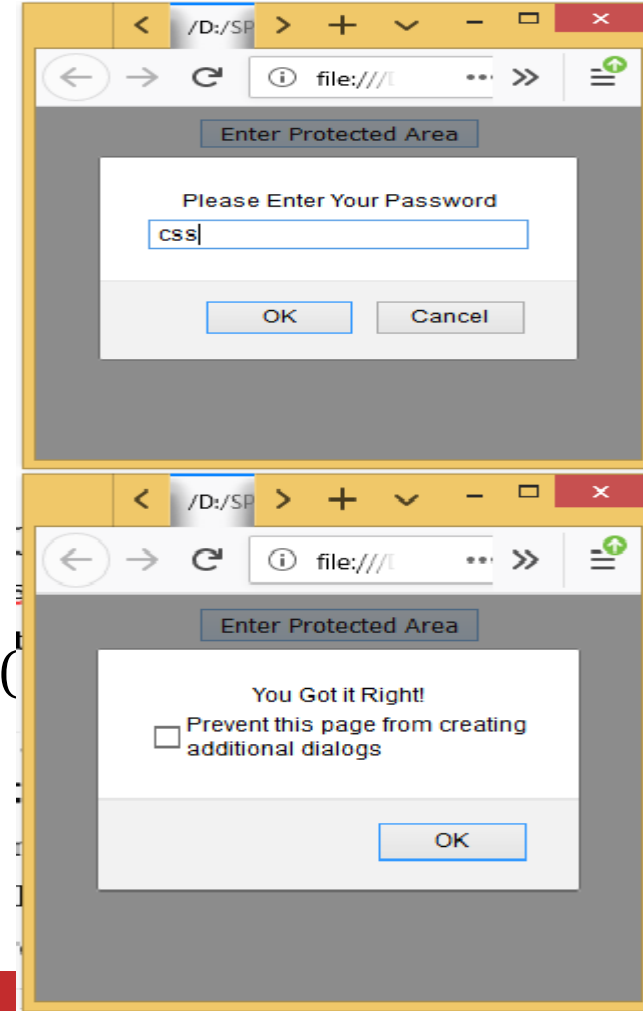 /D:/SP
file:///
Enter Protected Area
Please Enter Your Password
css
OK Cancel
/D:/SP
file:///
Enter Protected Area
(
You Got it Right!
Prevent this page from creating
additional dialogs
OK